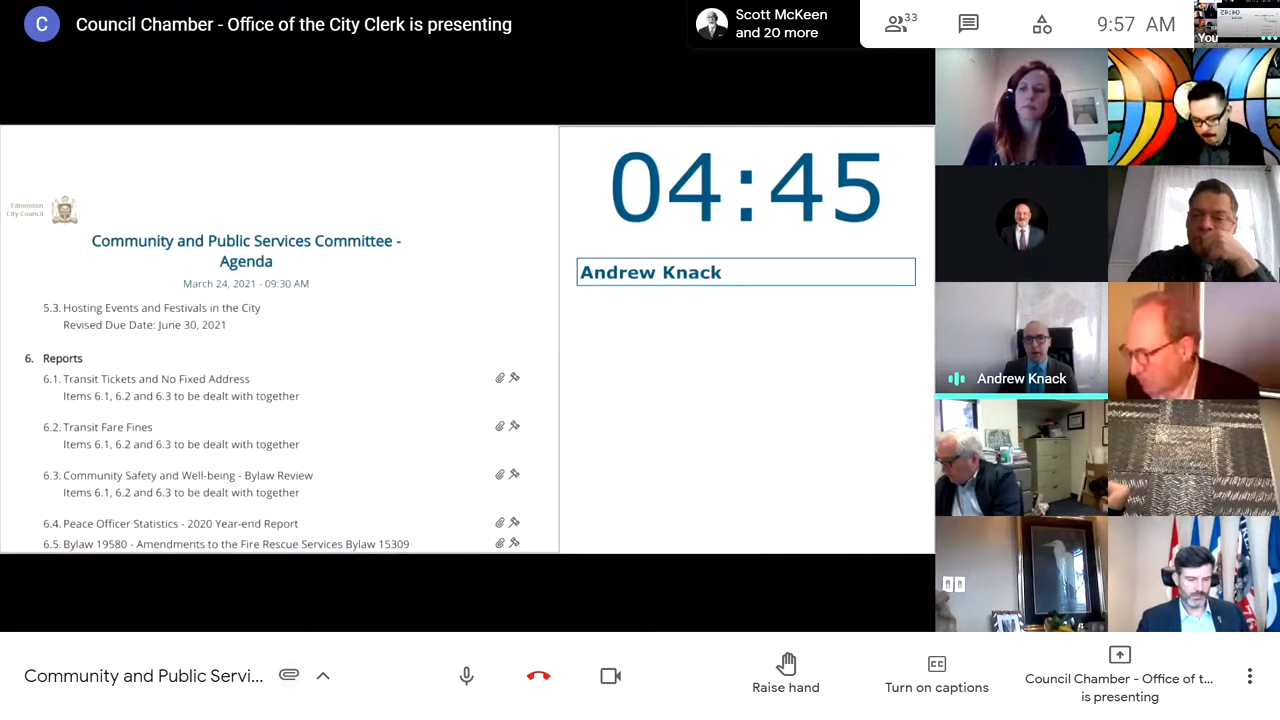 C
Council Chamber - Office of the City Clerk is presenting
Scott McKeen
and 20 more
33
9:57 AM
You
Edmonton
City Council
Community and Public Services Committee -
Agenda
March 24, 2021 - 09:30 AM
5.3. Hosting Events and Festivals in the City
Revised Due Date: June 30, 2021
6. Reports
6.1. Transit Tickets and No Fixed Address
Items 6.1, 6.2 and 6.3 to be dealt with together
6.2. Transit Fare Fines
Items 6.1, 6.2 and 6.3 to be dealt with together
6.3. Community Safety and Well-being - Bylaw Review
Items 6.1, 6.2 and 6.3 to be dealt with together
6.4. Peace Officer Statistics - 2020 Year-end Report
6.5. Bylaw 19580 - Amendments to the Fire Rescue Services Bylaw 15309
04:45
Andrew Knack
Andrew Knack
Community and Public Servi...
Raise hand
CC
Turn on captions
Council Chamber - Office of t...
is presenting